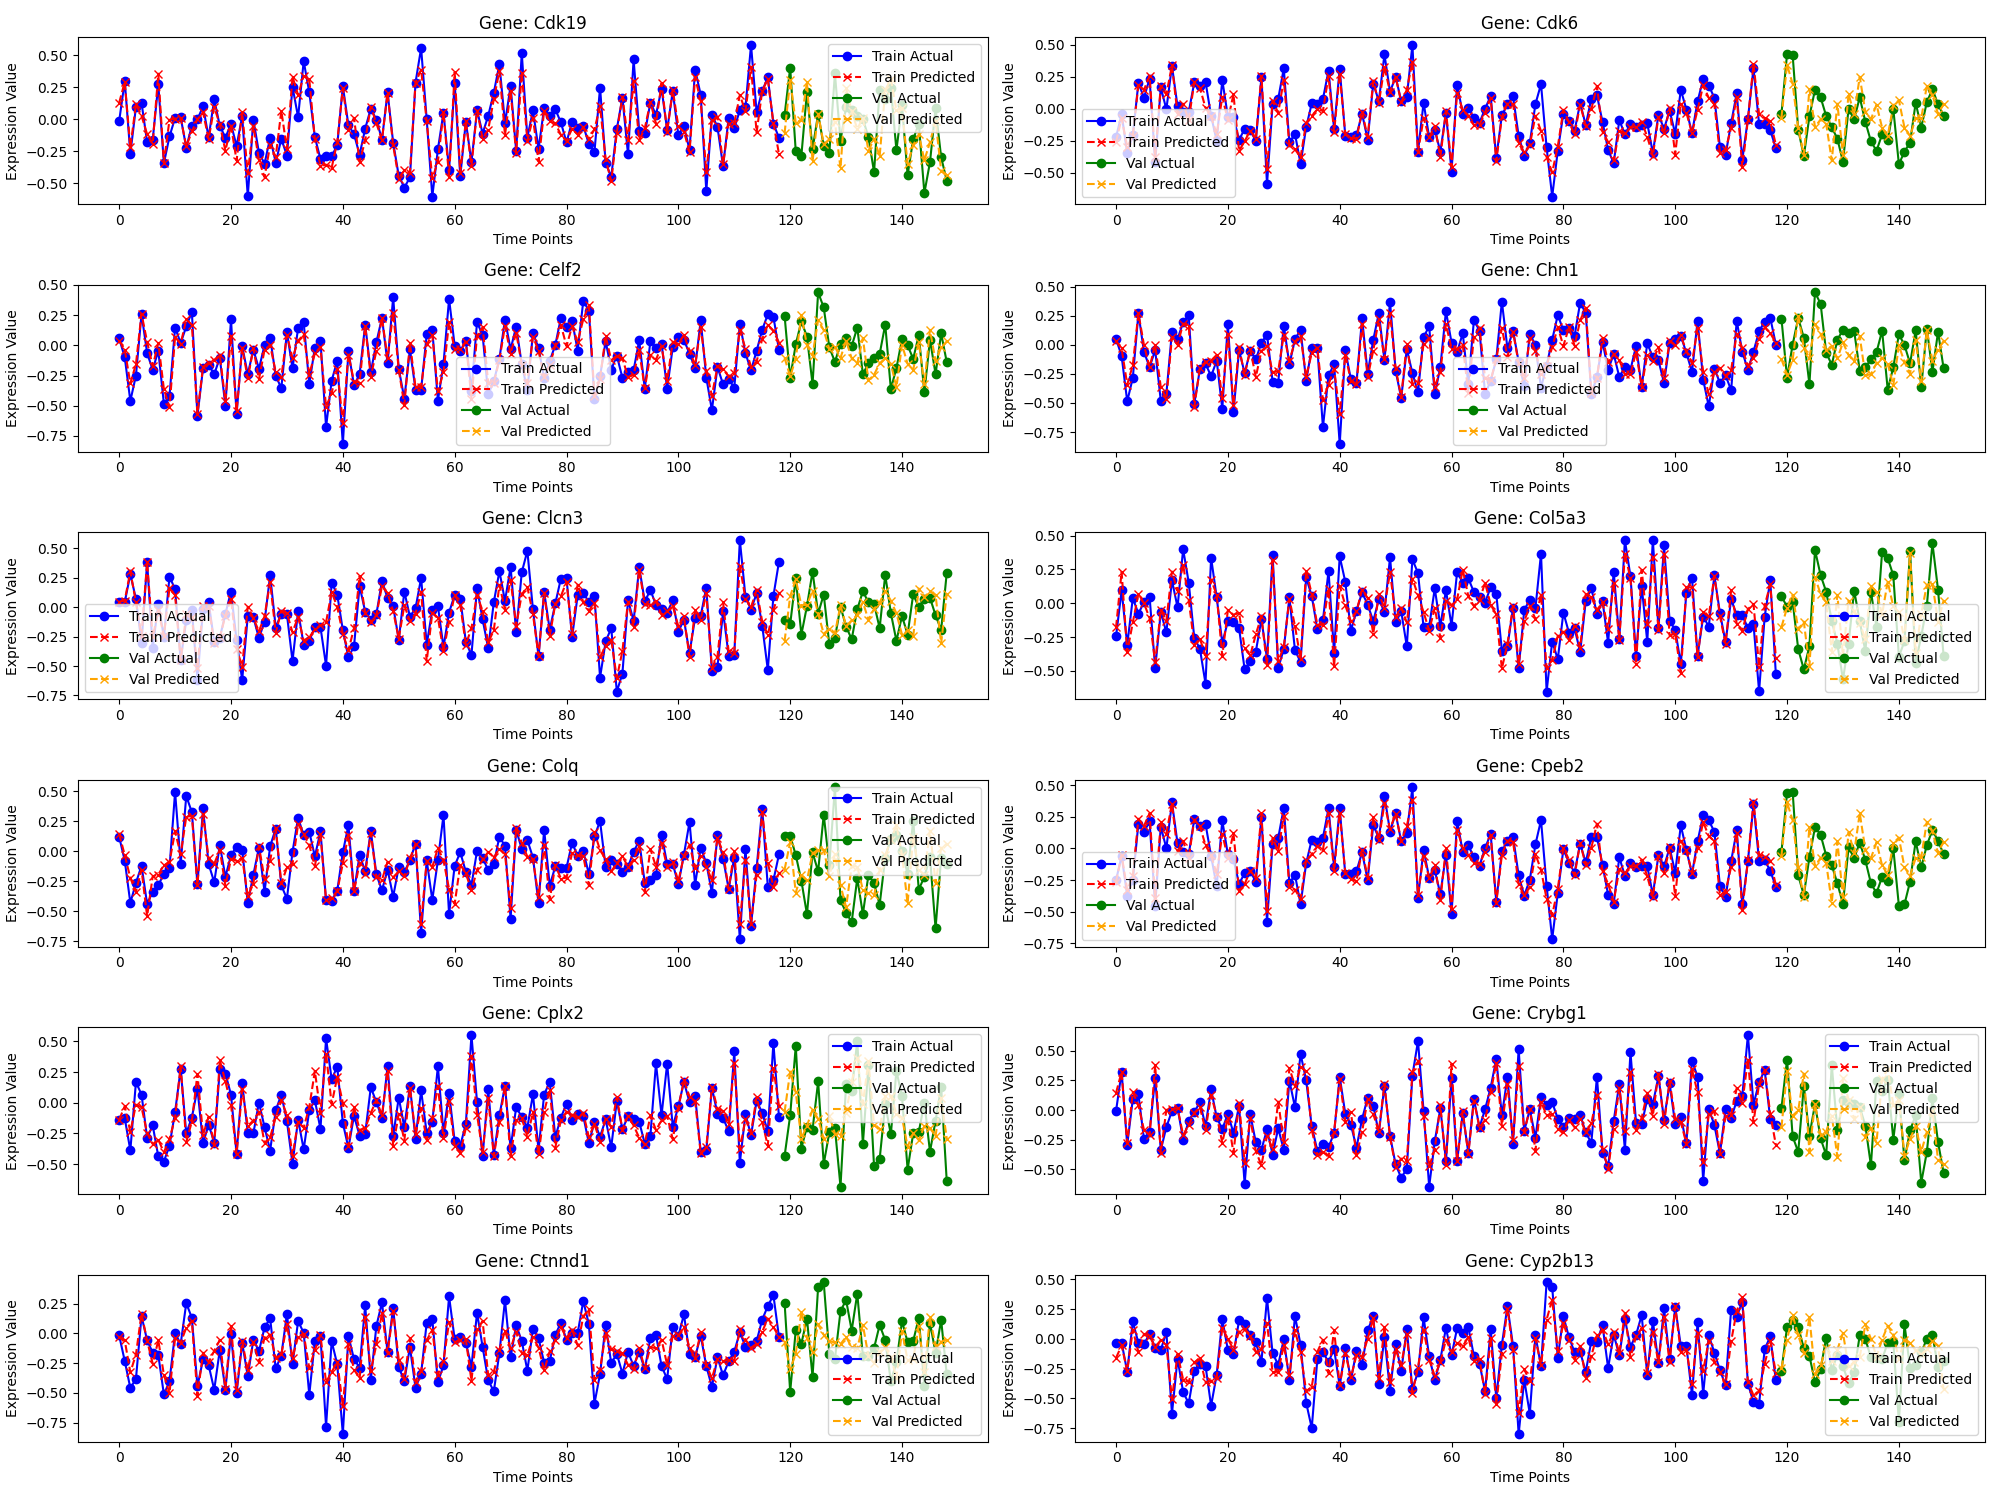 Gene: Cdk19
Expression Value
0.50
0.25
0.00
−0.25
−0.50
Train Actual
Train Predicted
Val Actual
Val Predicted
0 20 40 60 80 100 120 140
Time Points
Gene: Cdk6
Expression Value
0.50
0.25
0.00
−0.25
−0.50
Train Actual
Train Predicted
Val Actual
Val Predicted
0 20 40 60 80 100 120 140
Time Points
Gene: Celf2
Expression Value
0.50
0.25
0.00
−0.25
−0.50
−0.75
Train Actual
Train Predicted
Val Actual
Val Predicted
0 20 40 60 80 100 120 140
Time Points
Gene: Chn1
Expression Value
0.50
0.25
0.00
−0.25
−0.50
−0.75
Train Actual
Train Predicted
Val Actual
Val Predicted
0 20 40 60 80 100 120 140
Time Points
Gene: Clcn3
Expression Value
0.50
0.25
0.00
−0.25
−0.50
−0.75
Train Actual
Train Predicted
Val Actual
Val Predicted
0 20 40 60 80 100 120 140
Time Points
Gene: Col5a3
Expression Value
0.50
0.25
0.00
−0.25
−0.50
Train Actual
Train Predicted
Val Actual
Val Predicted
0 20 40 60 80 100 120 140
Time Points
Gene: Colq
Expression Value
0.50
0.25
0.00
−0.25
−0.50
−0.75
Train Actual
Train Predicted
Val Actual
Val Predicted
0 20 40 60 80 100 120 140
Time Points
Gene: Cpeb2
Expression Value
0.50
0.25
0.00
−0.25
−0.50
−0.75
Train Actual
Train Predicted
Val Actual
Val Predicted
0 20 40 60 80 100 120 140
Time Points
Gene: Cplx2
Expression Value
0.50
0.25
0.00
−0.25
−0.50
Train Actual
Train Predicted
Val Actual
Val Predicted
0 20 40 60 80 100 120 140
Time Points
Gene: Crybg1
Expression Value
0.50
0.25
0.00
−0.25
−0.50
Train Actual
Train Predicted
Val Actual
Val Predicted
0 20 40 60 80 100 120 140
Time Points
Gene: Ctnnd1
Expression Value
0.25
0.00
−0.25
−0.50
−0.75
Train Actual
Train Predicted
Val Actual
Val Predicted
0 20 40 60 80 100 120 140
Time Points
Gene: Cyp2b13
Expression Value
0.50
0.25
0.00
−0.25
−0.50
−0.75
Train Actual
Train Predicted
Val Actual
Val Predicted
0 20 40 60 80 100 120 140
Time Points